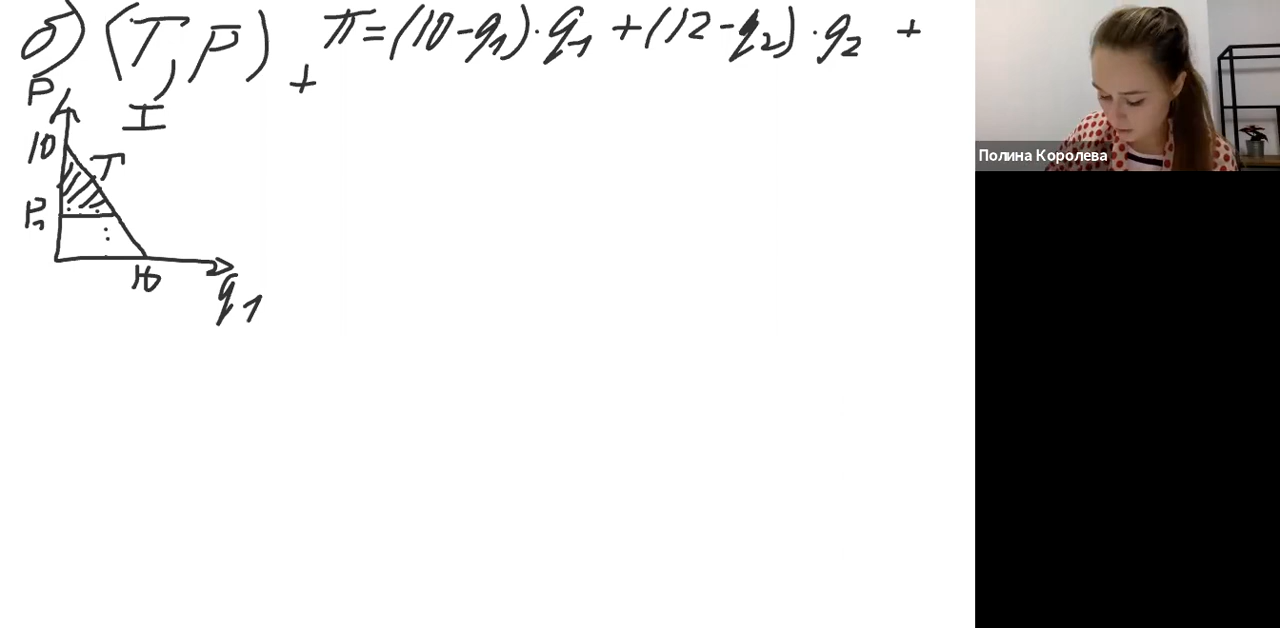 б) (T, P) π=(10-q₁)·q₁ +(12-q₂)·q₂ +
I +
P
10 T
P₁
10
q₁
Полина Королева